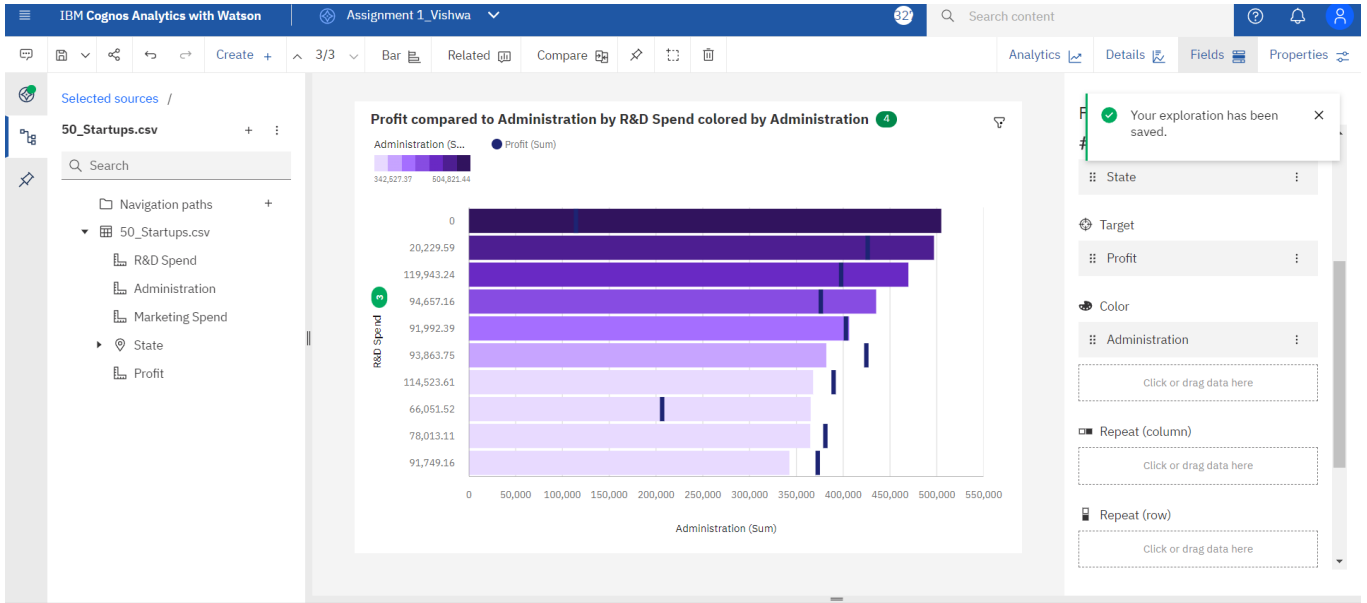 IBM Cognos Analytics with Watson
Assignment 1_Vishwa
Search content
Create +
3/3
Bar
Related
Compare
Analytics
Details
Fields
Properties
Selected sources /
50_Startups.csv
Search
Navigation paths
50_Startups.csv
R&D Spend
Administration
Marketing Spend
State
Profit
Profit compared to Administration by R&D Spend colored by Administration 4
Administration (S...
Profit (Sum)
342,527.37 504,821.44
R&D Spend
3
0
20,229.59
119,943.24
94,657.16
91,992.39
93,863.75
114,523.61
66,051.52
78,013.11
91,749.16
0 50,000 100,000 150,000 200,000 250,000 300,000 350,000 400,000 450,000 500,000 550,000
Administration (Sum)
Your exploration has been
saved.
State
Target
Profit
Color
Administration
Click or drag data here
Repeat (column)
Click or drag data here
Repeat (row)
Click or drag data here